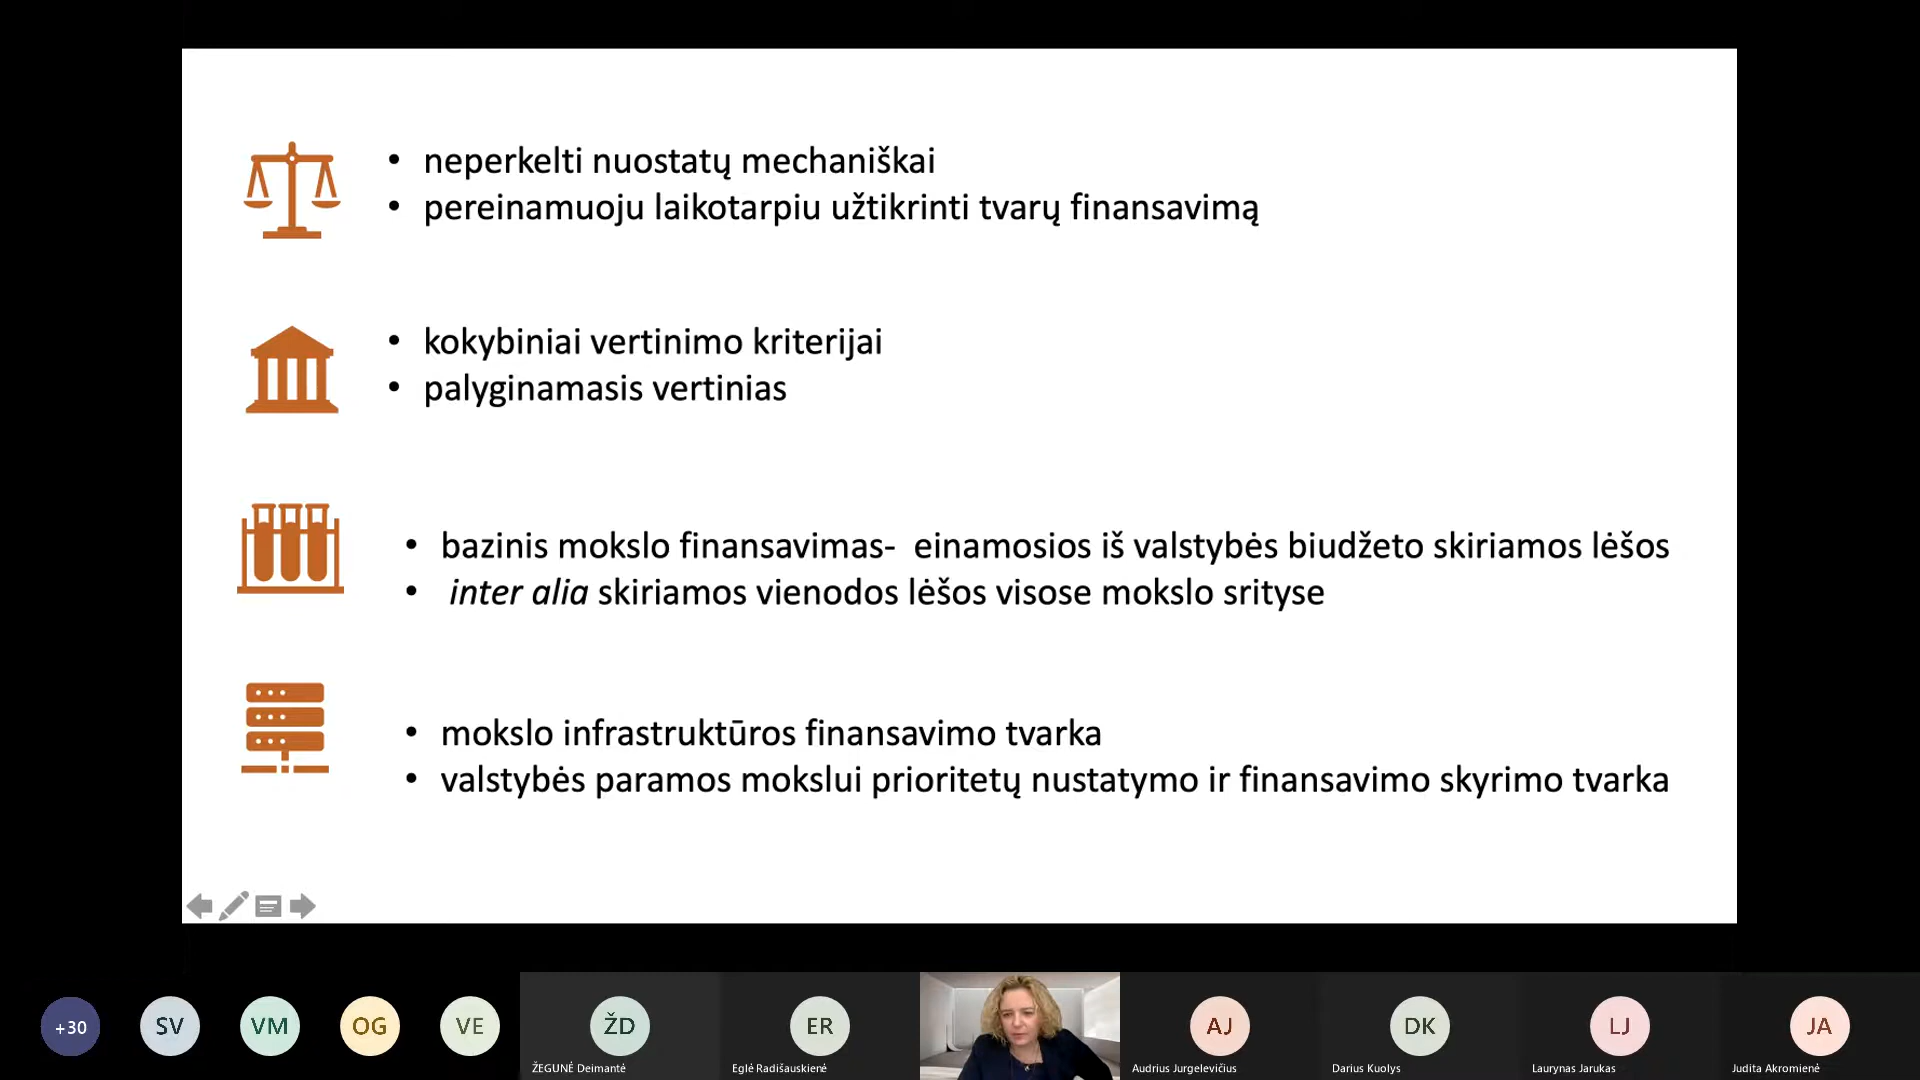 neperkelti nuostatų mechaniškai
pereinamuoju laikotarpiu užtikrinti tvarų finansavimą
kokybiniai vertinimo kriterijai
palyginamasis vertinias
bazinis mokslo finansavimas- einamosios iš valstybės biudžeto skiriamos lėšos
inter alia skiriamos vienodos lėšos visose mokslo srityse
mokslo infrastruktūros finansavimo tvarka
valstybės paramos mokslui prioritetų nustatymo ir finansavimo skyrimo tvarka
+30 SV VM OG VE ŽD ER AJ DK LJ JA
ŽEGUNĖ Deimantė Eglė Radišauskienė Audrius Jurgelevičius Darius Kuolys Laurynas Jarukas Judita Akromienė